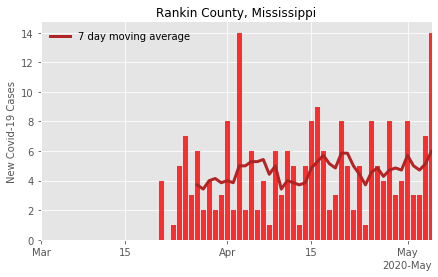 Rankin County, Mississippi
7 day moving average
New Covid-19 Cases
14
12
10
8
6
4
2
0
Mar 15 Apr 15 May
2020-May